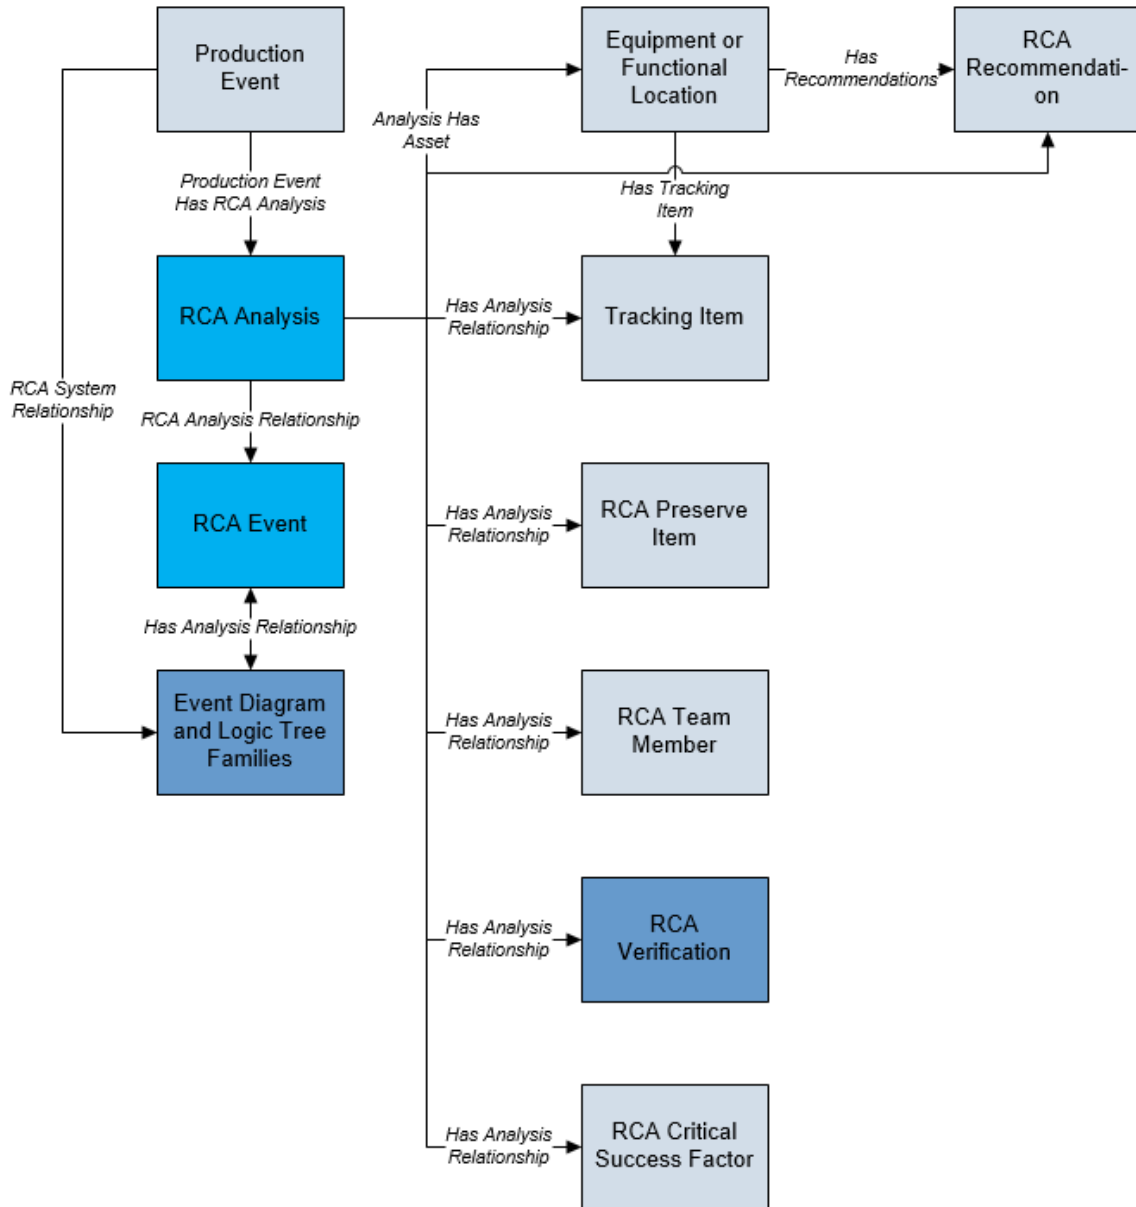 Production
Event
Equipment or
Functional
Location
Has
Recommendations
RCA
Recommendati-
on
Analysis Has
Asset
Production Event
Has RCA Analysis
Has Tracking
Item
RCA Analysis
Has Analysis
Relationship
Tracking Item
RCA System
Relationship
RCA Analysis Relationship
RCA Event
Has Analysis
Relationship
RCA Preserve
Item
Has Analysis Relationship
Event Diagram
and Logic Tree
Families
Has Analysis
Relationship
RCA Team
Member
Has Analysis
Relationship
RCA
Verification
Has Analysis
Relationship
RCA Critical
Success Factor